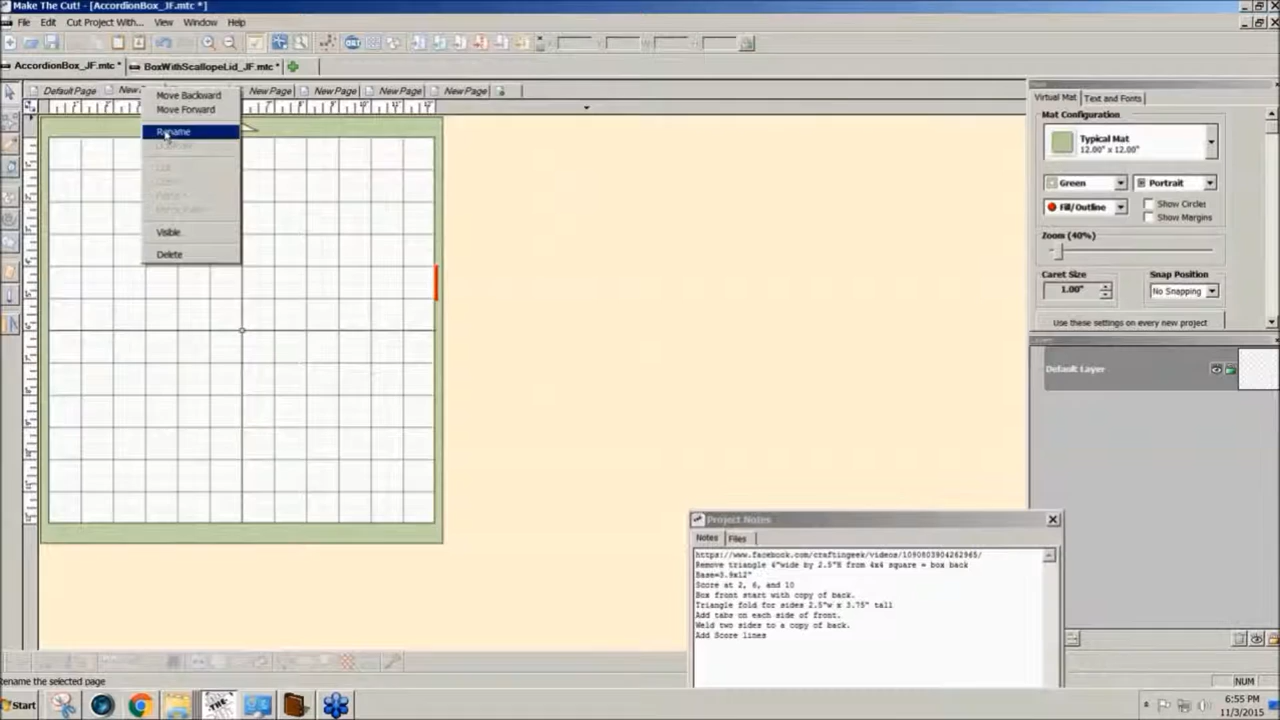 Make The Cut! - [AccordionBox_JF.mtc *]
File Edit Cut Project With... View Window Help
AccordionBox_JF.mtc * BoxWithScallopeLid_JF.mtc *
Default Page New New Page New Page New Page New Page
Move Backward
Move Forward
Rename
Visible
Delete
Virtual Mat Text and Fonts
Mat Configuration
Typical Mat
12.00" x 12.00"
Green Portrait
Fill/Outline Show Circles
Show Margins
Zoom (40%)
Caret Size Snap Position
1.00" No Snapping
Use these settings on every new project
Default Layer
Project Notes
Notes Files
https://www.facebook.com/craftingeek/videos/1090803904262965/
Remove triangle 4"wide by 2.5"H from 4x4 square = box back
Base=3.9x12"
Score at 2, 6, and 10
Box front start with copy of back.
Triangle fold for sides 2.5"w x 3.75" tall
Add tabs on each side of front.
Weld two sides to a copy of back.
Add Score lines
Rename the selected page NUM
Start 6:55 PM
11/3/2015